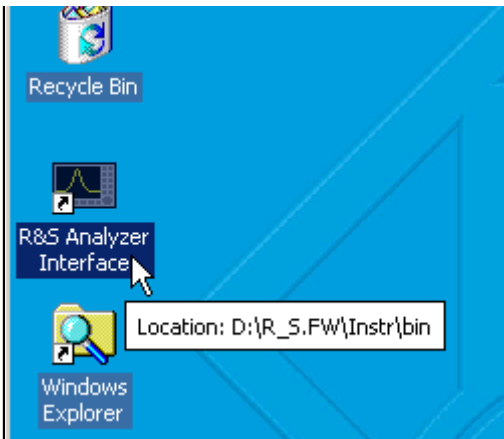 Recycle Bin
R&S Analyzer
Interface
Location: D:\R_S.FW\Instr\bin
Windows
Explorer